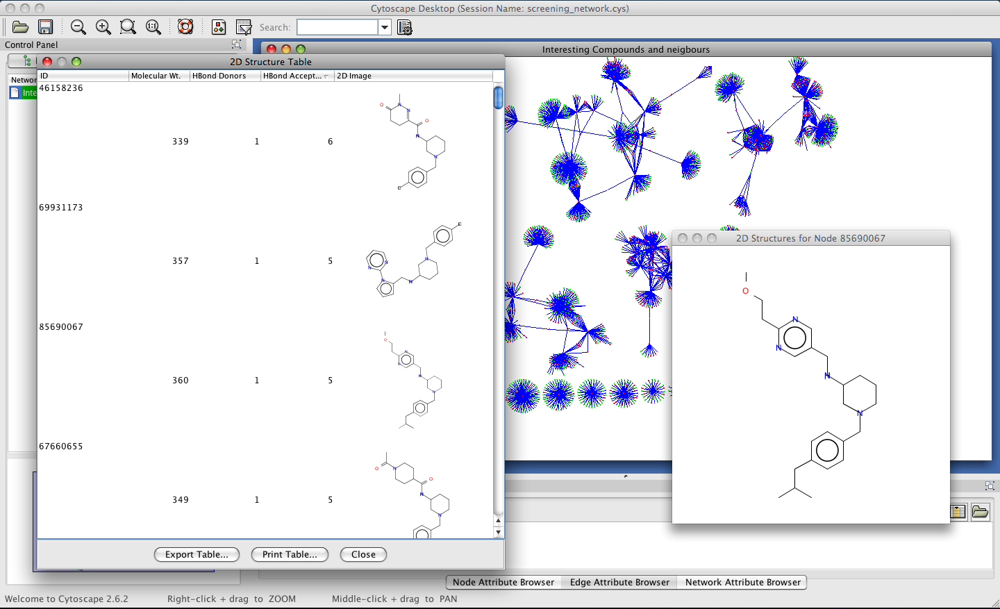 Cytoscape Desktop (Session Name: screening_network.cys)
1:1
Search:
Control Panel
Interesting Compounds and neigbours
2D Structure Table
Networ
Inte
ID Molecular Wt. HBond Donors HBond Accept... 2D Image
46158236
339 1 6
69931173
357 1 5
85690067
360 1 5
67660655
349 1 5
2D Structures for Node 85690067
O
N
N
N
N
Export Table... Print Table... Close
Node Attribute Browser Edge Attribute Browser Network Attribute Browser
Welcome to Cytoscape 2.6.2 Right-click + drag to ZOOM Middle-click + drag to PAN